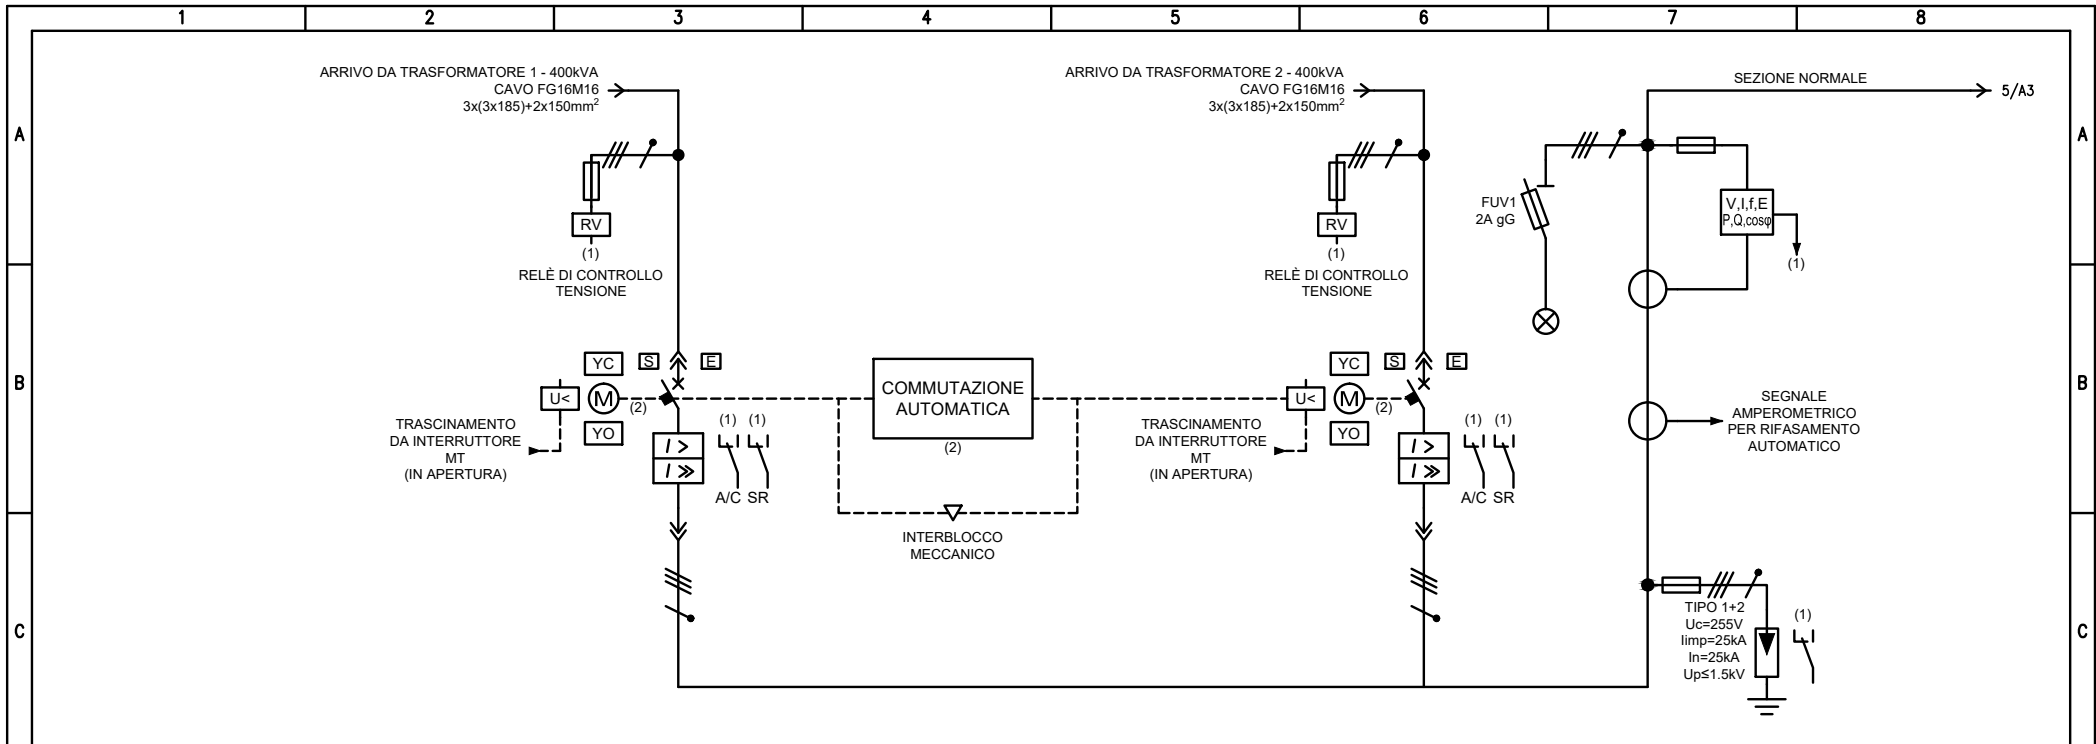 1 2 3 4 5 6 7 8
A
A
ARRIVO DA TRASFORMATORE 1 - 400kVA
CAVO FG16M16
3x(3x185)+2x150mm²
RV
(1)
RELÈ DI CONTROLLO
TENSIONE
ARRIVO DA TRASFORMATORE 2 - 400kVA
CAVO FG16M16
3x(3x185)+2x150mm²
RV
(1)
RELÈ DI CONTROLLO
TENSIONE
SEZIONE NORMALE
5/A3
FUV1
2A gG
V,I,f,E
P,Q,cosφ
(1)
B
B
YC
S
E
U<
M
(2)
YO
TRASCINAMENTO
DA INTERRUTTORE
MT
(IN APERTURA)
I >
I >>
(1) (1)
A/C SR
COMMUTAZIONE
AUTOMATICA
(2)
INTERBLOCCO
MECCANICO
YC
S
E
U<
M
(2)
YO
TRASCINAMENTO
DA INTERRUTTORE
MT
(IN APERTURA)
I >
I >>
(1) (1)
A/C SR
SEGNALE
AMPEROMETRICO
PER RIFASAMENTO
AUTOMATICO
C
C
TIPO 1+2
Uc=255V
Iimp=25kA
In=25kA
Up≤1.5kV
(1)